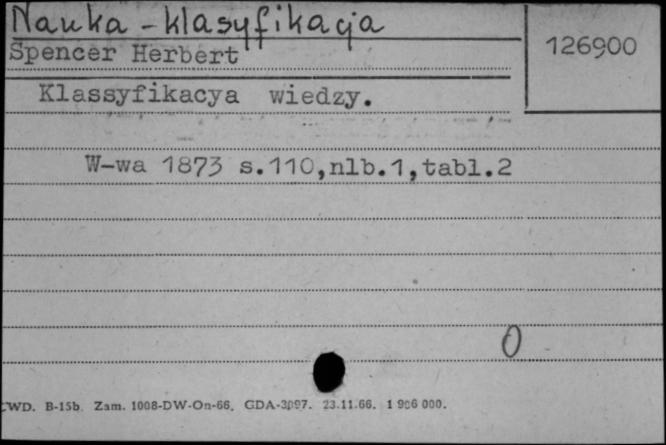 Nauka - klasyfikacja
Spencer Herbert
126900
Klassyfikacya wiedzy.
W-wa 1873 s.110,nlb.1,tabl.2
0
CWD. B-15b. Zam. 1008-DW-On-66. GDA-3097. 23.11.66. 1 906 000.